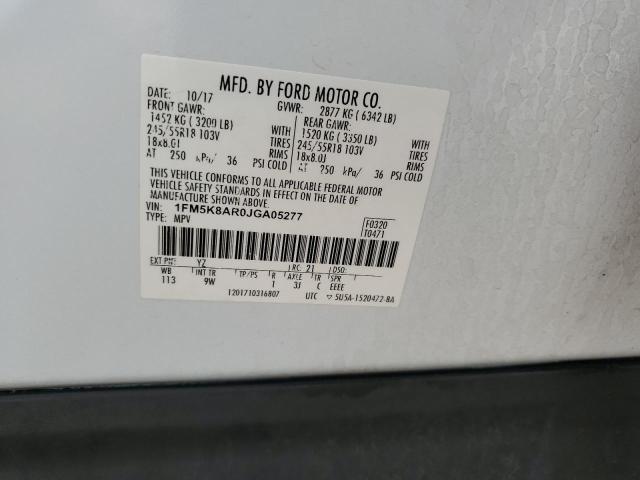 MFD. BY FORD MOTOR CO.
DATE: 10/17 GVWR: 2877 KG ( 6342 LB)
FRONT GAWR: REAR GAWR:
1452 KG ( 3200 LB) 1520 KG ( 3350 LB)
245/55R18 103V WITH TIRES 245/55R18 103V WITH TIRES
18x8.0J RIMS 18x8.0J RIMS
AT 250 kPa/ 36 PSI COLD AT 250 kPa/ 36 PSI COLD
THIS VEHICLE CONFORMS TO ALL APPLICABLE FEDERAL MOTOR
VEHICLE SAFETY STANDARDS IN EFFECT ON THE DATE OF
MANUFACTURE SHOWN ABOVE.
VIN: 1FM5K8AR0JGA05277
TYPE: MPV
F0320
T0471
EXT PNT: YZ RC: 21 DSO:
WB INT TR TP/PS R AXLE TR SPR
113 9W 1 3J C EEEE
1201710316807 UTC ▽ 5U5A-1520472-BA